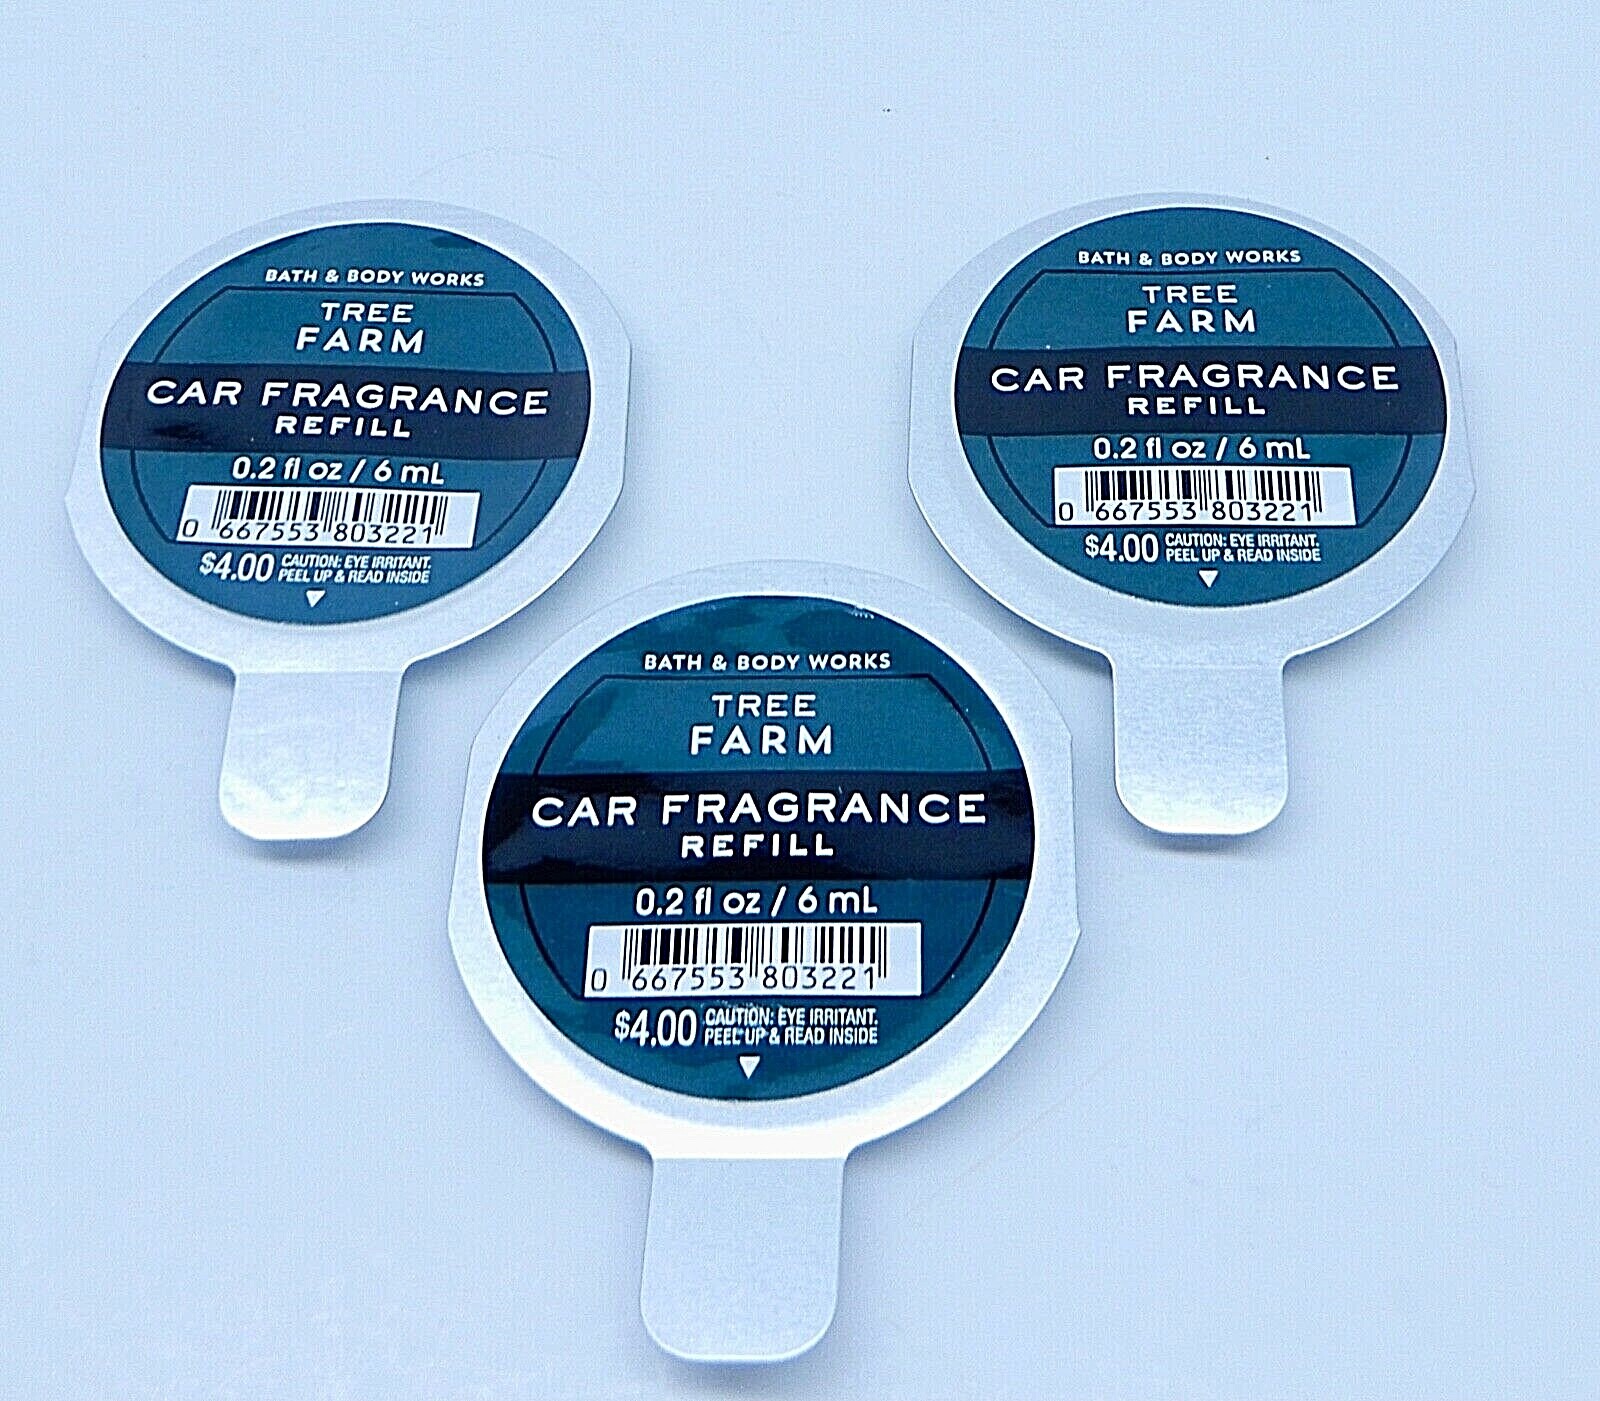 BATH & BODY WORKS
TREE
FARM
CAR FRAGRANCE
REFILL
0.2 fl oz / 6 mL
0 667553 803221
$4.00 CAUTION: EYE IRRITANT.
PEEL UP & READ INSIDE
BATH & BODY WORKS
TREE
FARM
CAR FRAGRANCE
REFILL
0.2 fl oz / 6 mL
0 667553 803221
$4.00 CAUTION: EYE IRRITANT.
PEEL UP & READ INSIDE
BATH & BODY WORKS
TREE
FARM
CAR FRAGRANCE
REFILL
0.2 fl oz / 6 mL
0 667553 803221
$4.00 CAUTION: EYE IRRITANT.
PEEL UP & READ INSIDE